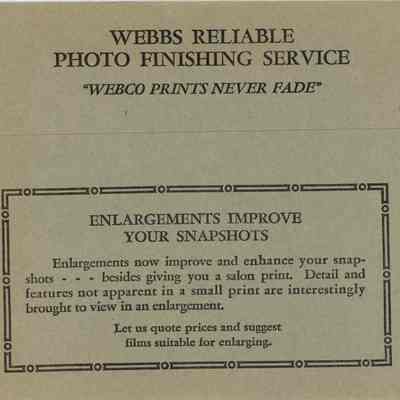 WEBBS RELIABLE
PHOTO FINISHING SERVICE
"WEBCO PRINTS NEVER FADE"
ENLARGEMENTS IMPROVE
YOUR SNAPSHOTS
Enlargements now improve and enhance your snap-
shots - - - besides giving you a salon print. Detail and
features not apparent in a small print are interestingly
brought to view in an enlargement.
Let us quote prices and suggest
films suitable for enlarging.